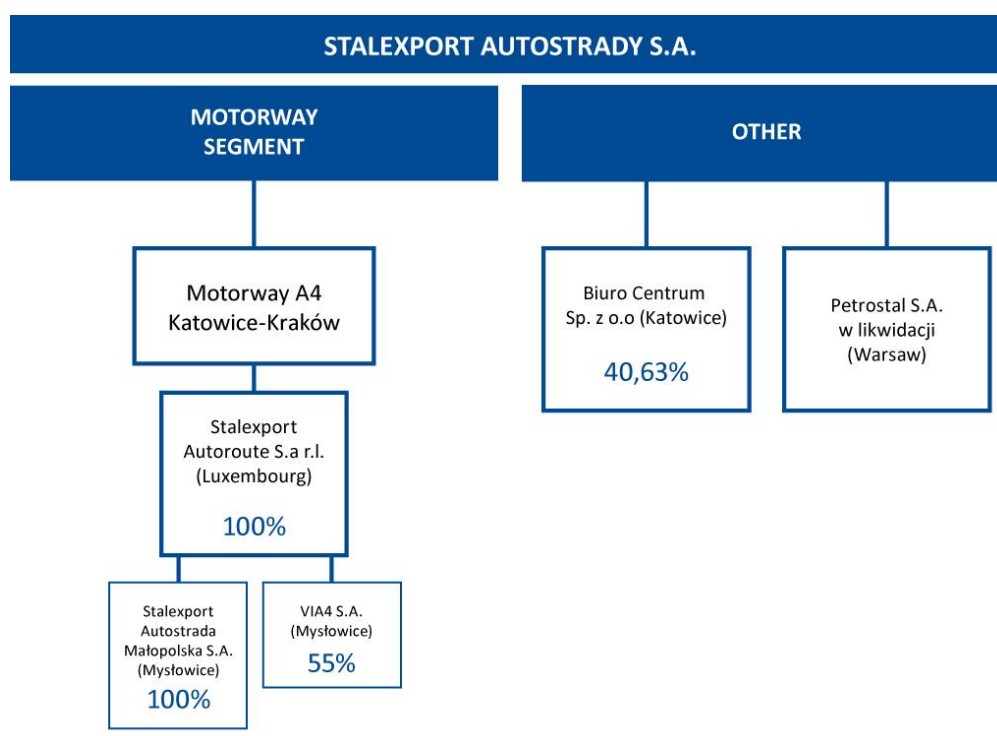 STALEXPORT AUTOSTRADY S.A.
MOTORWAY
SEGMENT
OTHER
Motorway A4
Katowice-Kraków
Biuro Centrum
Sp. z o.o (Katowice)
40,63%
Petrostal S.A.
w likwidacji
(Warsaw)
Stalexport
Autoroute S.a r.l.
(Luxembourg)
100%
Stalexport
Autostrada
Małopolska S.A.
(Mysłowice)
100%
VIA4 S.A.
(Mysłowice)
55%